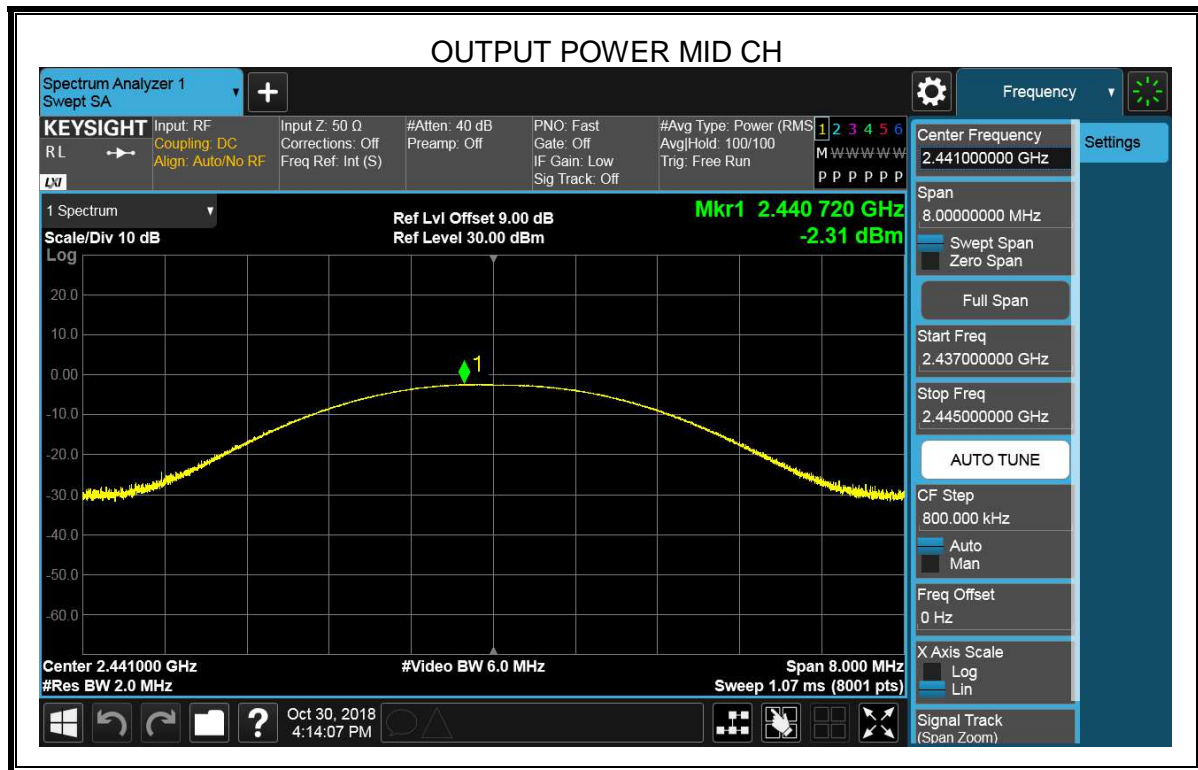 OUTPUT POWER MID CH
Spectrum Analyzer 1
Swept SA
Frequency
KEYSIGHT
R L
LXI
Input: RF
Coupling: DC
Align: Auto/No RF
Input Z: 50 Ω
Corrections: Off
Freq Ref: Int (S)
#Atten: 40 dB
Preamp: Off
PNO: Fast
Gate: Off
IF Gain: Low
Sig Track: Off
#Avg Type: Power (RMS
Avg|Hold: 100/100
Trig: Free Run
1 2 3 4 5 6
M W W W W W
P P P P P P
Center Frequency
2.441000000 GHz
Settings
1 Spectrum
Scale/Div 10 dB
Ref Lvl Offset 9.00 dB
Ref Level 30.00 dBm
Mkr1 2.440 720 GHz
-2.31 dBm
Log
20.0
10.0
0.00
-10.0
-20.0
-30.0
-40.0
-50.0
-60.0
1
Center 2.441000 GHz
#Res BW 2.0 MHz
#Video BW 6.0 MHz
Span 8.000 MHz
Sweep 1.07 ms (8001 pts)
Span
8.00000000 MHz
Swept Span
Zero Span
Full Span
Start Freq
2.437000000 GHz
Stop Freq
2.445000000 GHz
AUTO TUNE
CF Step
800.000 kHz
Auto
Man
Freq Offset
0 Hz
X Axis Scale
Log
Lin
Signal Track
(Span Zoom)
?
Oct 30, 2018
4:14:07 PM